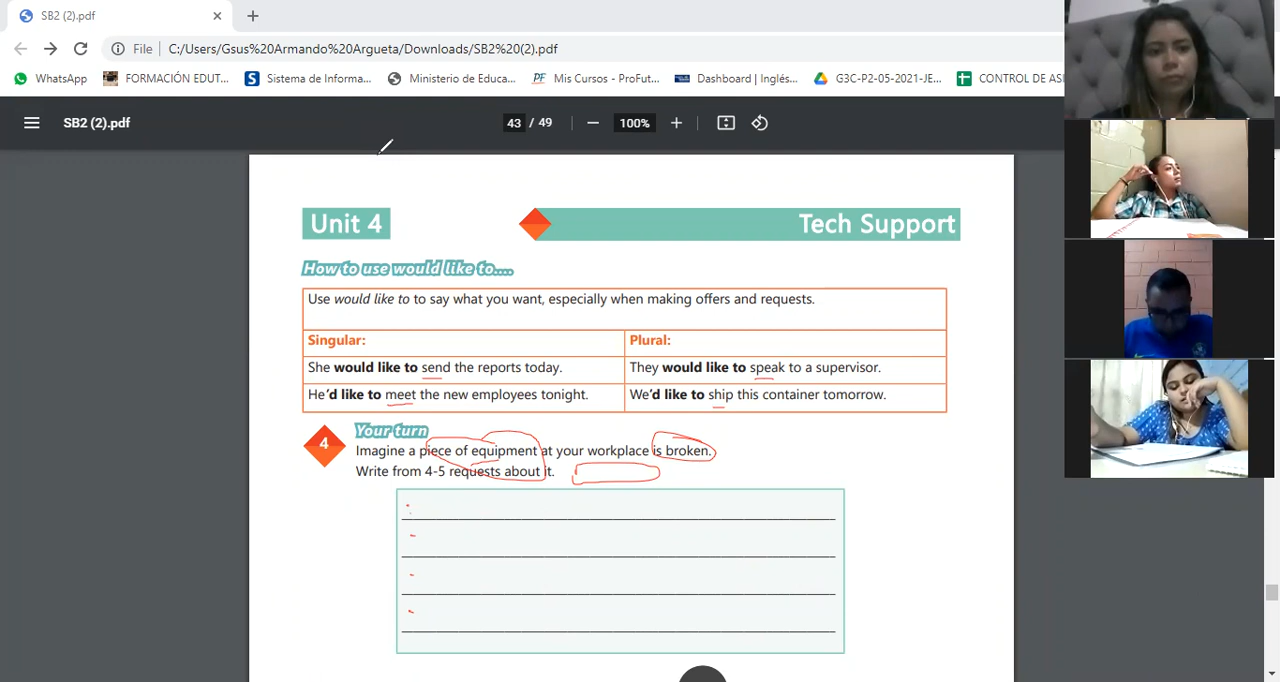 SB2 (2).pdf
File C:/Users/Gsus%20Armando%20Argueta/Downloads/SB2%20(2).pdf
WhatsApp FORMACIÓN EDUT... Sistema de Informa... Ministerio de Educa... Mis Cursos - ProFut... Dashboard | Inglés... G3C-P2-05-2021-JE... CONTROL DE ASI
SB2 (2).pdf 43 / 49 100%
Unit 4 Tech Support
How to use would like to....
Use would like to to say what you want, especially when making offers and requests.
Singular: Plural:
She would like to send the reports today. They would like to speak to a supervisor.
He'd like to meet the new employees tonight. We'd like to ship this container tomorrow.
4 Your turn
Imagine a piece of equipment at your workplace is broken.
Write from 4-5 requests about it.